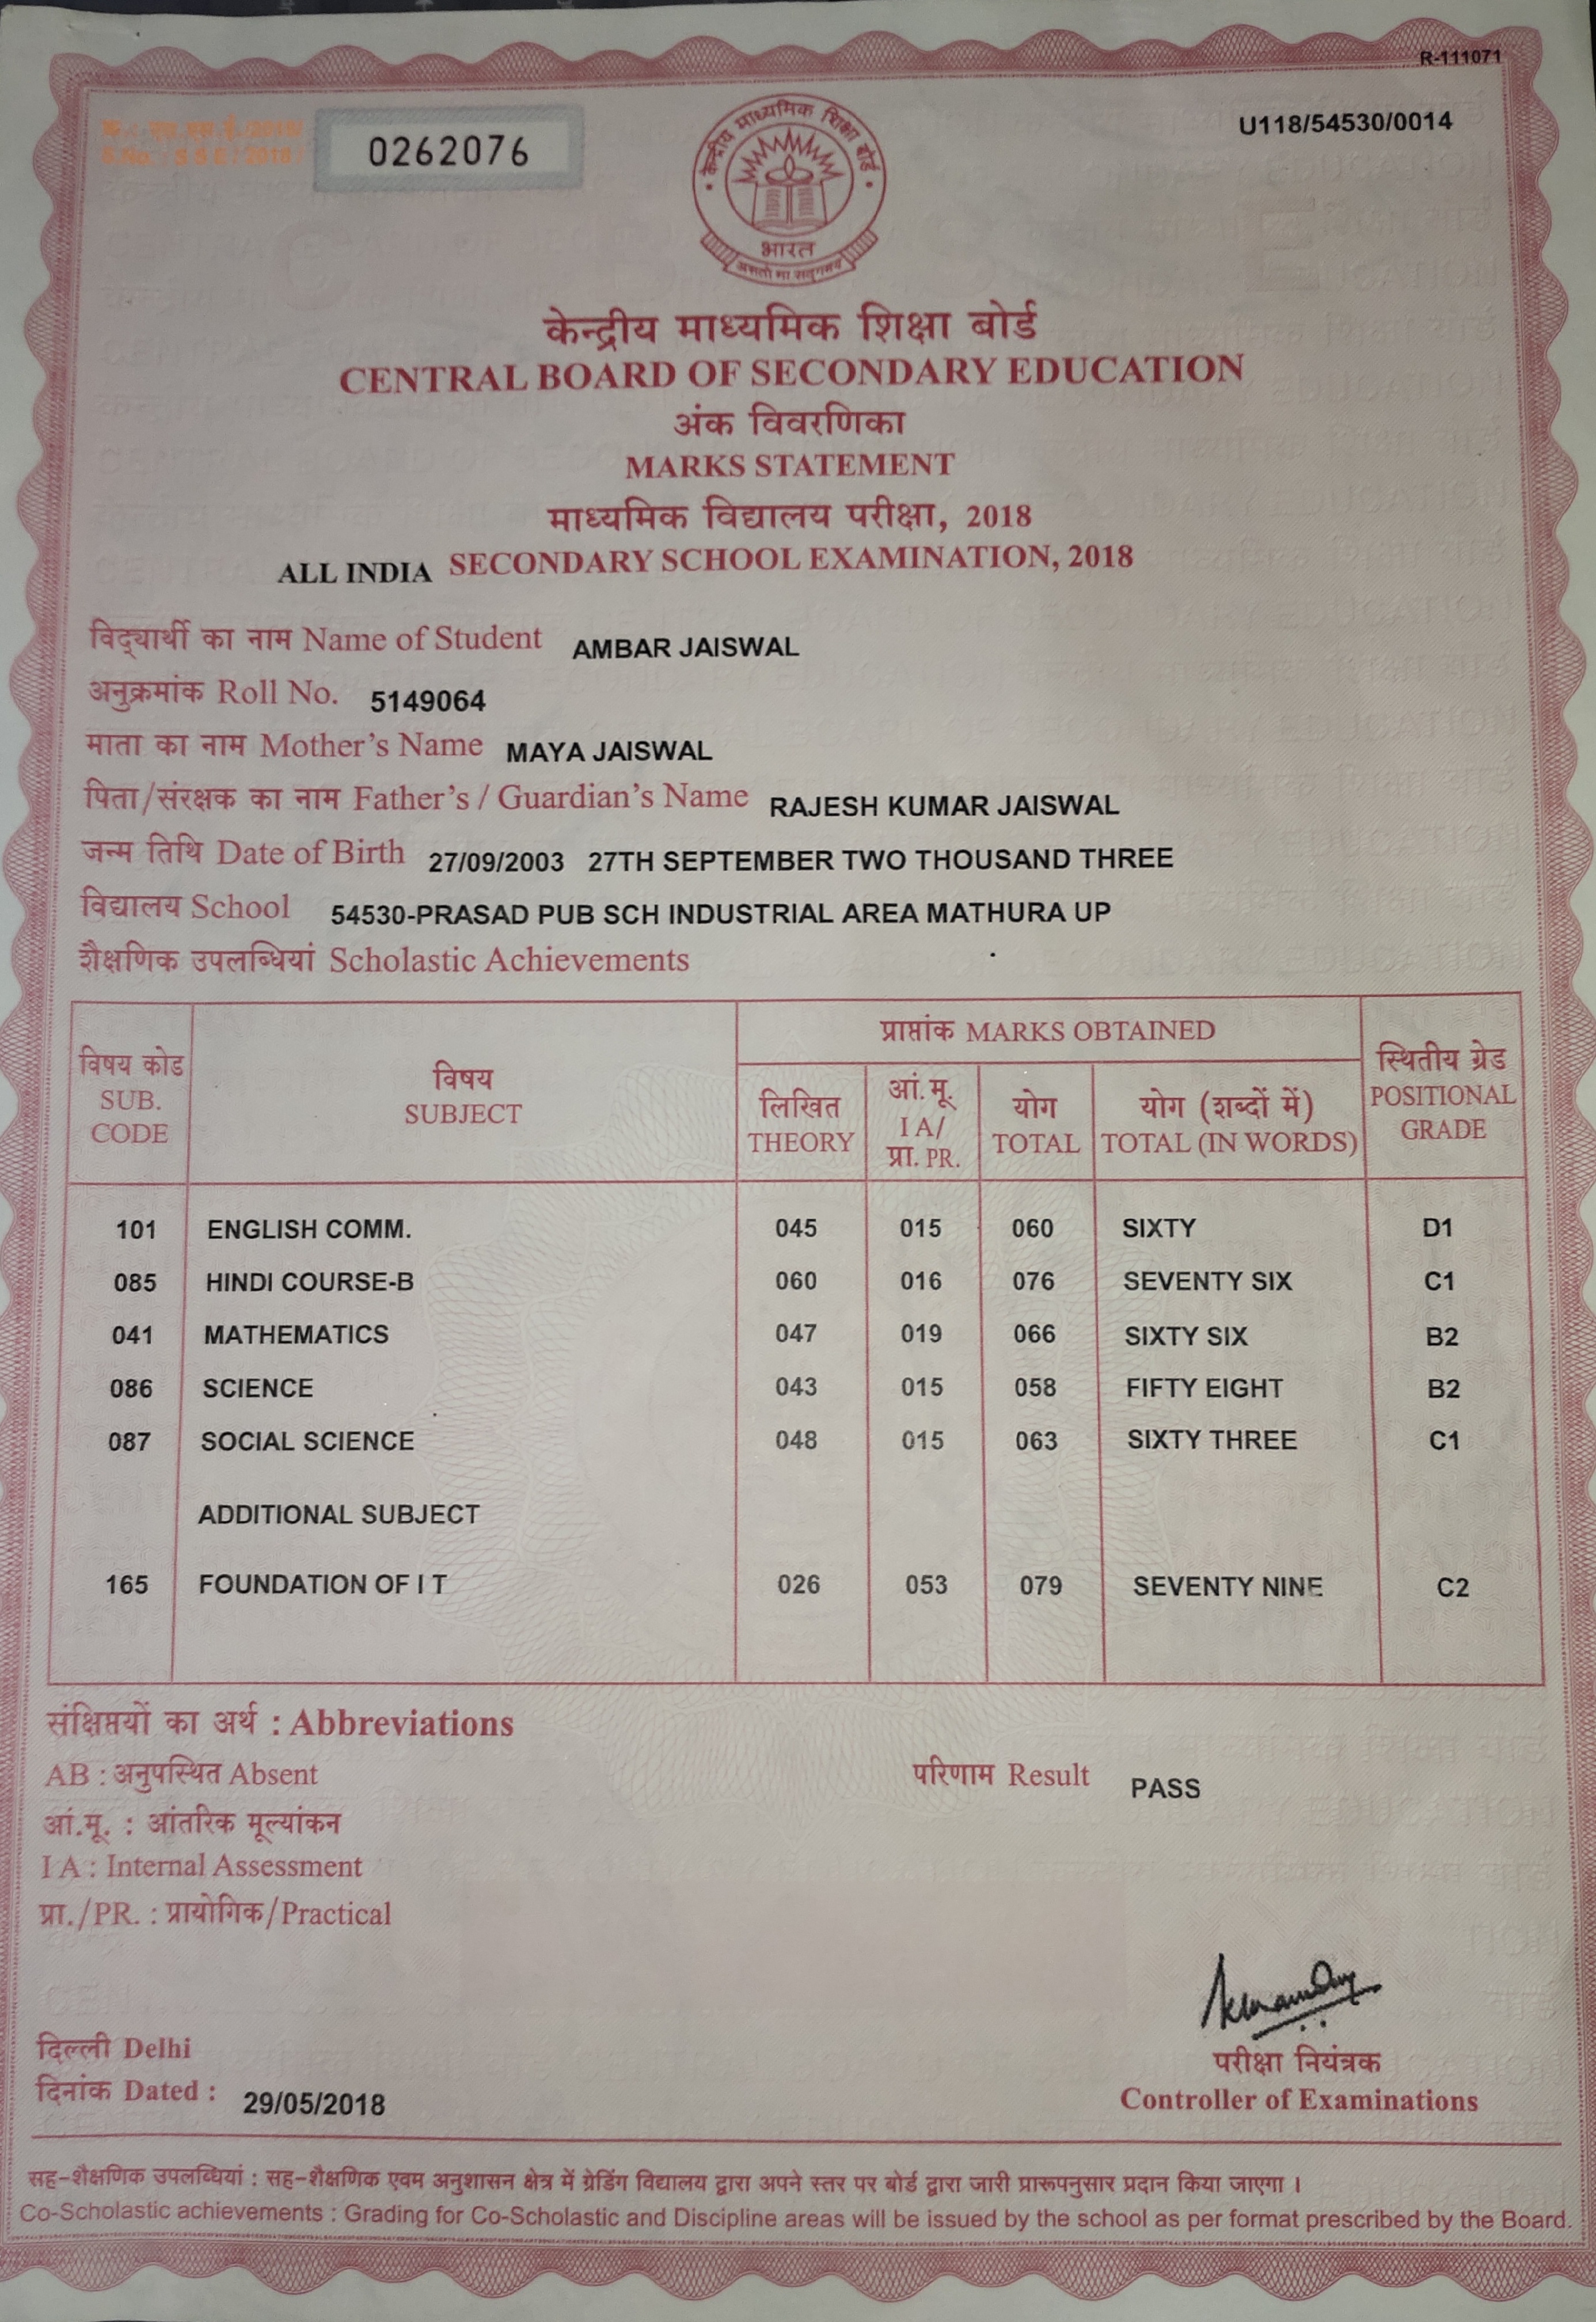 R-111071
U118/54530/0014
S.No. : S S E / 2018 /
0262076
केन्द्रीय माध्यमिक शिक्षा बोर्ड
भारत
असतो मा सद्गमय
केन्द्रीय माध्यमिक शिक्षा बोर्ड
CENTRAL BOARD OF SECONDARY EDUCATION
अंक विवरणिका
MARKS STATEMENT
माध्यमिक विद्यालय परीक्षा, 2018
ALL INDIA SECONDARY SCHOOL EXAMINATION, 2018
विद्यार्थी का नाम Name of Student AMBAR JAISWAL
अनुक्रमांक Roll No. 5149064
माता का नाम Mother's Name MAYA JAISWAL
पिता/संरक्षक का नाम Father's / Guardian's Name RAJESH KUMAR JAISWAL
जन्म तिथि Date of Birth 27/09/2003 27TH SEPTEMBER TWO THOUSAND THREE
विद्यालय School 54530-PRASAD PUB SCH INDUSTRIAL AREA MATHURA UP
शैक्षणिक उपलब्धियां Scholastic Achievements
विषय कोड SUB. CODE
विषय SUBJECT
प्राप्तांक MARKS OBTAINED
लिखित THEORY
आं.मू. I A/ प्रा. PR.
योग TOTAL
योग (शब्दों में) TOTAL (IN WORDS)
स्थितीय ग्रेड POSITIONAL GRADE
101 ENGLISH COMM. 045 015 060 SIXTY D1
085 HINDI COURSE-B 060 016 076 SEVENTY SIX C1
041 MATHEMATICS 047 019 066 SIXTY SIX B2
086 SCIENCE 043 015 058 FIFTY EIGHT B2
087 SOCIAL SCIENCE 048 015 063 SIXTY THREE C1
ADDITIONAL SUBJECT
165 FOUNDATION OF I T 026 053 079 SEVENTY NINE C2
संक्षिप्तयों का अर्थ : Abbreviations
AB : अनुपस्थित Absent
परिणाम Result PASS
आं.मू. : आंतरिक मूल्यांकन
I A : Internal Assessment
प्रा./PR. : प्रायोगिक/Practical
दिल्ली Delhi
दिनांक Dated : 29/05/2018
परीक्षा नियंत्रक
Controller of Examinations
सह-शैक्षणिक उपलब्धियां : सह-शैक्षणिक एवम अनुशासन क्षेत्र में ग्रेडिंग विद्यालय द्वारा अपने स्तर पर बोर्ड द्वारा जारी प्रारूपनुसार प्रदान किया जाएगा ।
Co-Scholastic achievements : Grading for Co-Scholastic and Discipline areas will be issued by the school as per format prescribed by the Board.